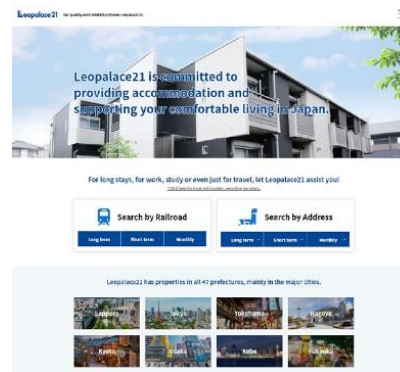 Leopalace21
Leopalace21 is committed to
providing accommodation and
supporting your comfortable living in Japan.
For long stays, for work, study or even just for travel, let Leopalace21 assist you!
Search by Railroad
Search by Address
Long term
Short term
Monthly
Long term
Short term
Monthly
Leopalace21 has properties in all 47 prefectures, mainly in the major cities.
Sapporo
Tokyo
Yokohama
Nagoya
Kyoto
Osaka
Kobe
Fukuoka